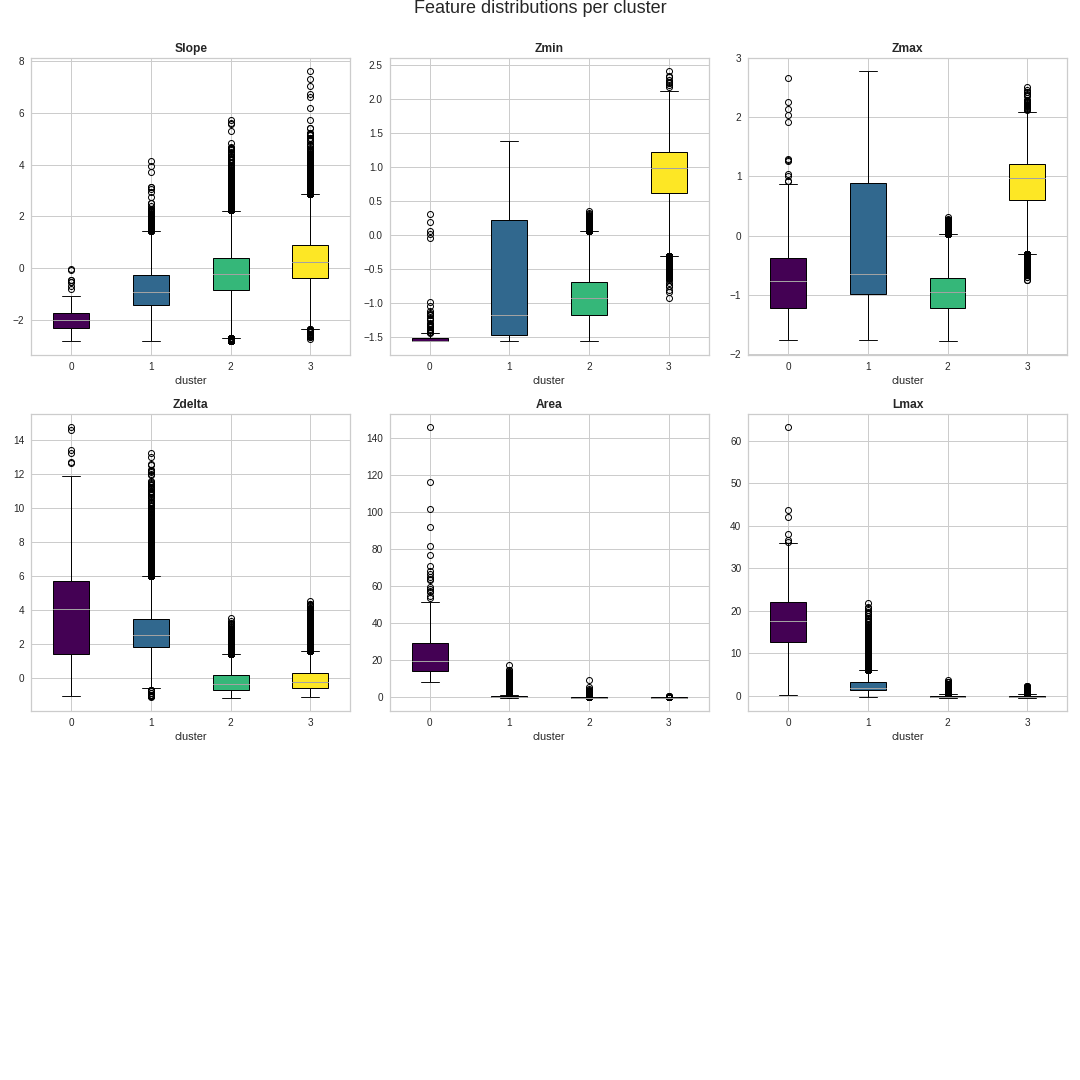 Feature distributions per cluster
Slope
8
6
4
2
0
−2
0 1 2 3
cluster
Zmin
2.5
2.0
1.5
1.0
0.5
0.0
−0.5
−1.0
−1.5
0 1 2 3
cluster
Zmax
3
2
1
0
−1
−2
0 1 2 3
cluster
Zdelta
14
12
10
8
6
4
2
0
0 1 2 3
cluster
Area
140
120
100
80
60
40
20
0
0 1 2 3
cluster
Lmax
60
50
40
30
20
10
0
0 1 2 3
cluster